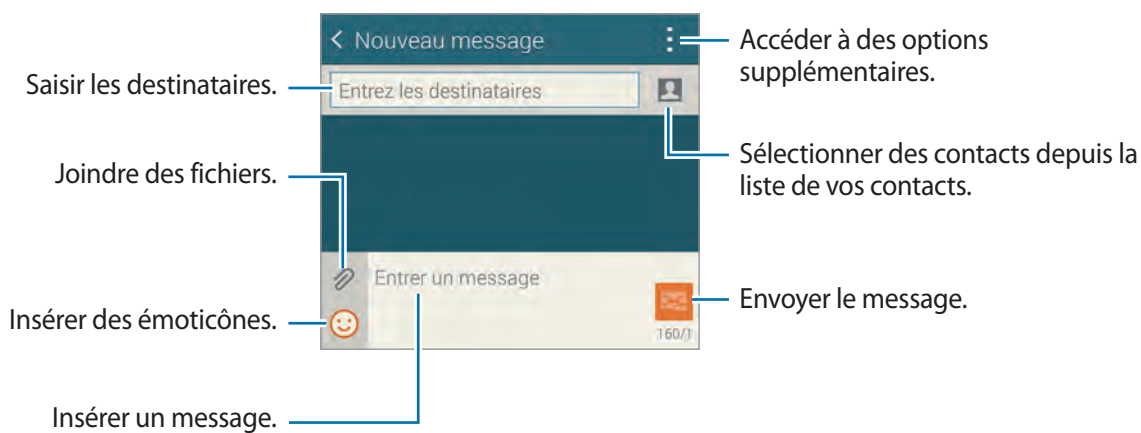 Nouveau message
Accéder à des options
supplémentaires.
Saisir les destinataires.
Entrez les destinataires
Sélectionner des contacts depuis la
liste de vos contacts.
Joindre des fichiers.
Entrer un message
Envoyer le message.
Insérer des émoticônes.
160/1
Insérer un message.